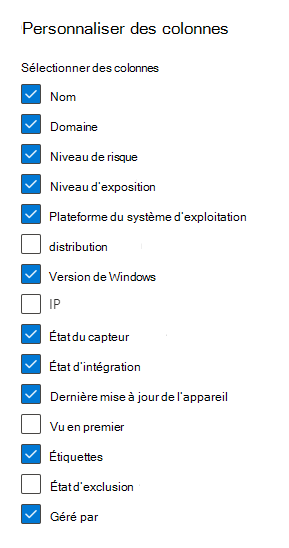 Personnaliser des colonnes
Sélectionner des colonnes
Nom
Domaine
Niveau de risque
Niveau d'exposition
Plateforme du système d'exploitation
distribution
Version de Windows
IP
État du capteur
État d'intégration
Dernière mise à jour de l'appareil
Vu en premier
Étiquettes
État d'exclusion
Géré par